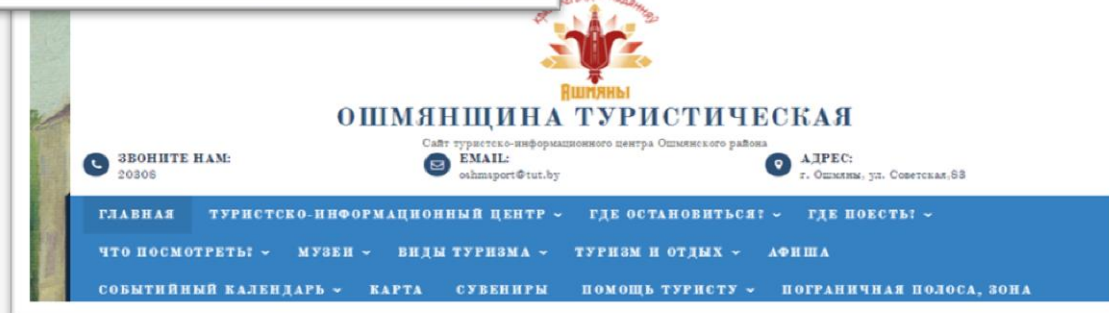 Ашмяны
ОШМЯНЩИНА ТУРИСТИЧЕСКАЯ
Сайт туристско-информационного центра Ошмянского района
ЗВОНИТЕ НАМ:
20306
EMAIL:
oshmsport@tut.by
АДРЕС:
г. Ошмяны, ул. Советская,83
ГЛАВНАЯ ТУРИСТСКО-ИНФОРМАЦИОННЫЙ ЦЕНТР ГДЕ ОСТАНОВИТЬСЯ? ГДЕ ПОЕСТЬ?
ЧТО ПОСМОТРЕТЬ? МУЗЕИ ВИДЫ ТУРИЗМА ТУРИЗМ И ОТДЫХ АФИША
СОБЫТИЙНЫЙ КАЛЕНДАРЬ КАРТА СУВЕНИРЫ ПОМОЩЬ ТУРИСТУ ПОГРАНИЧНАЯ ПОЛОСА, ЗОНА